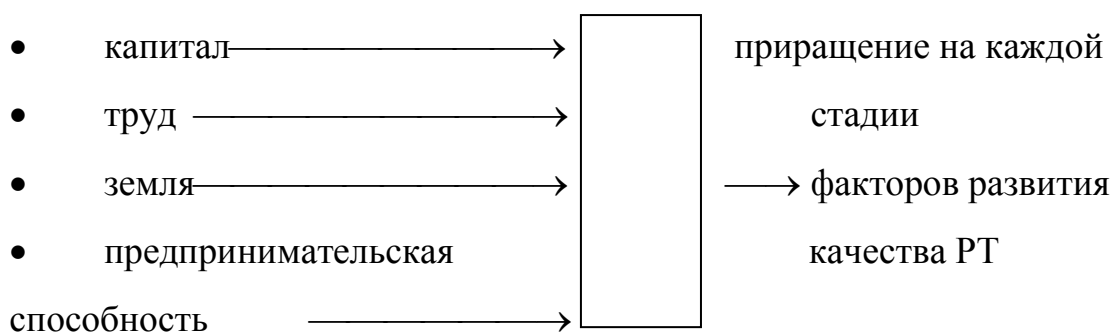 • капитал приращение на каждой
• труд стадии
• земля факторов развития
• предпринимательская качества РТ
способность